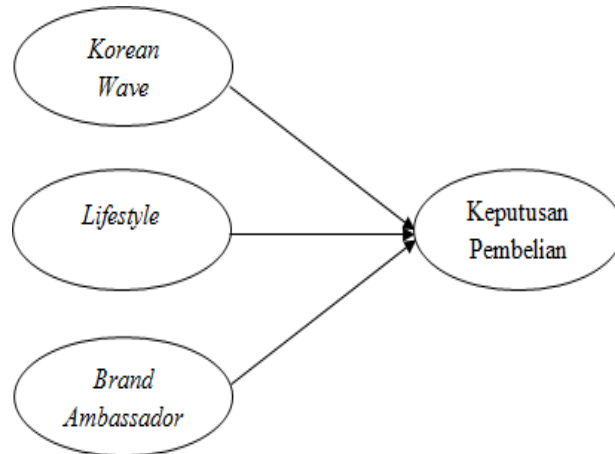 Korean
Wave
Lifestyle
Keputusan
Pembelian
Brand
Ambassador